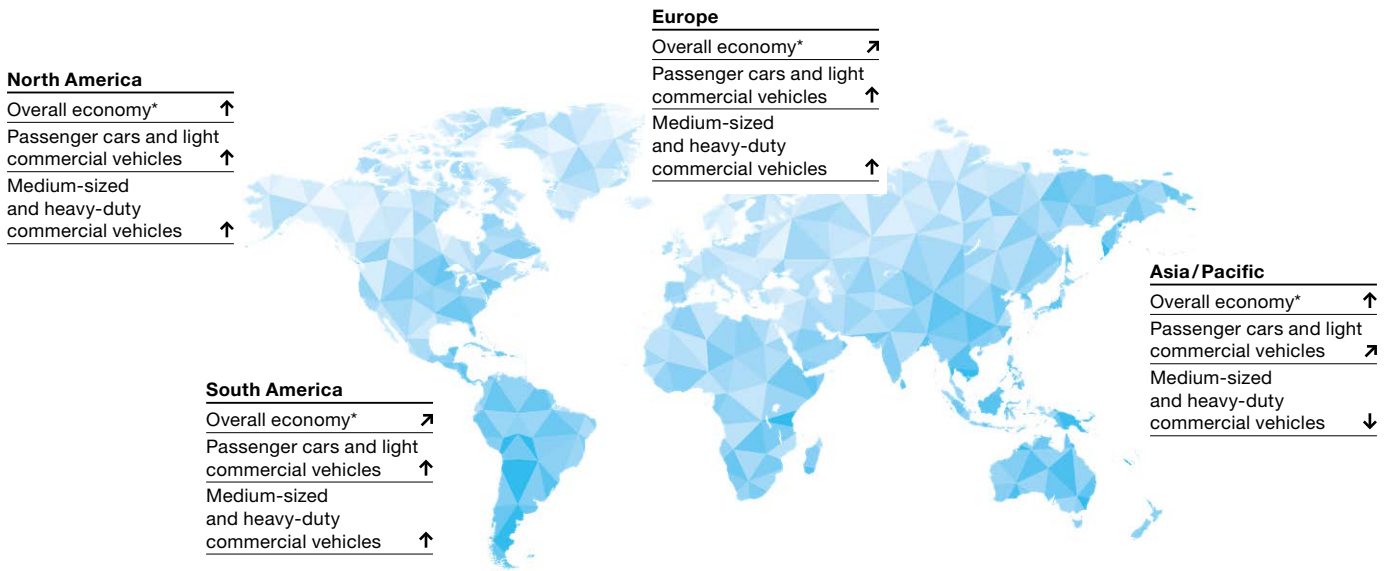 Europe
Overall economy* ↗
Passenger cars and light
commercial vehicles ↑
Medium-sized
and heavy-duty
commercial vehicles ↑
North America
Overall economy* ↑
Passenger cars and light
commercial vehicles ↑
Medium-sized
and heavy-duty
commercial vehicles ↑
Asia/Pacific
Overall economy* ↑
Passenger cars and light
commercial vehicles ↗
Medium-sized
and heavy-duty
commercial vehicles ↓
South America
Overall economy* ↗
Passenger cars and light
commercial vehicles ↑
Medium-sized
and heavy-duty
commercial vehicles ↑